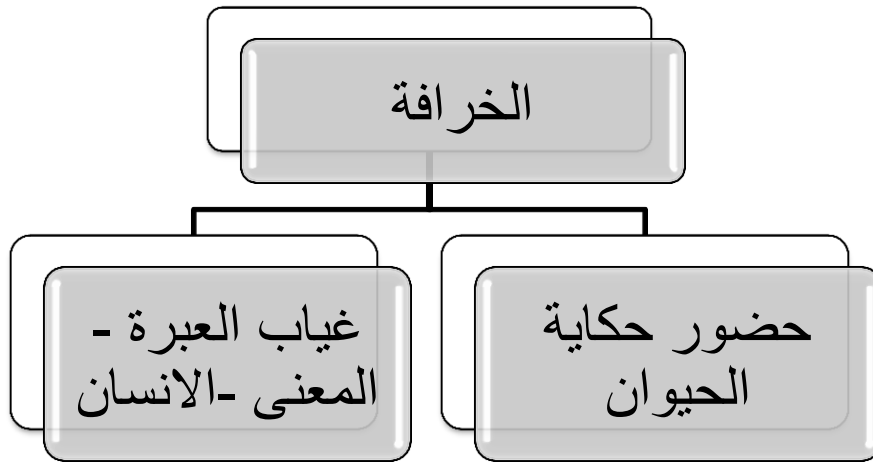 الخرافة
حضور حكاية
الحيوان
غياب العبرة -
المعنى -الانسان